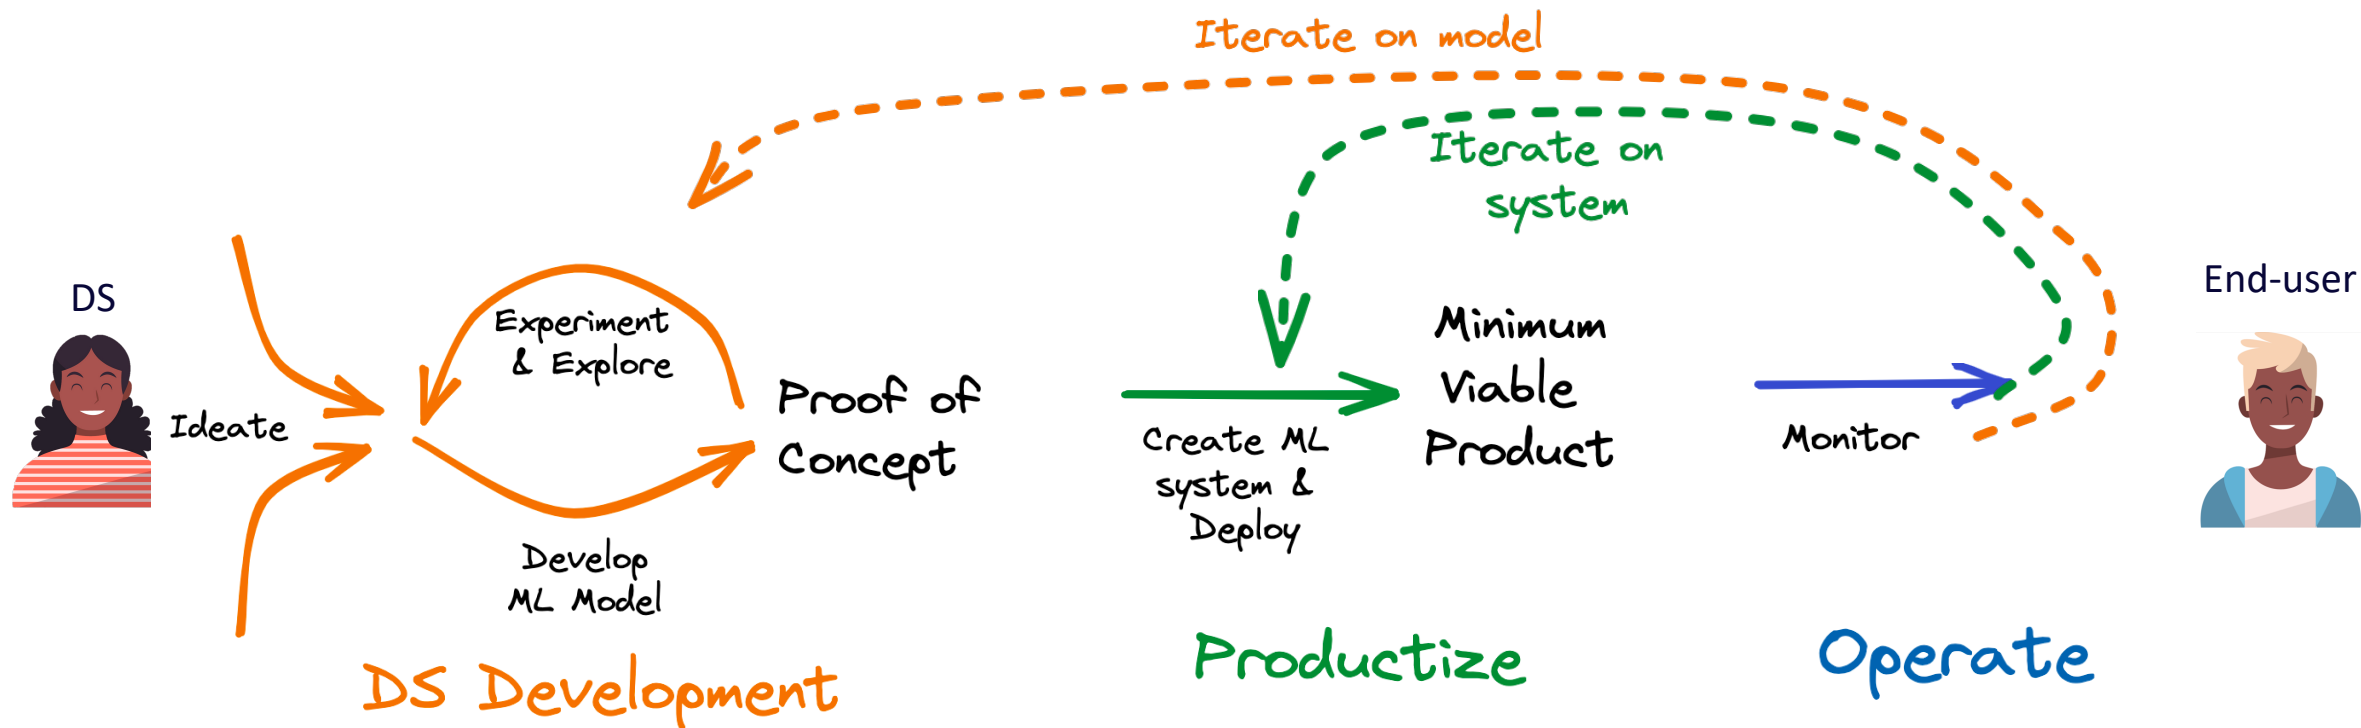 Iterate on model
Iterate on
system
DS
Ideate
Experiment
& Explore
Develop
ML Model
Proof of
Concept
Create ML
system &
Deploy
Minimum
Viable
Product
Monitor
End-user
DS Development
Productize
Operate